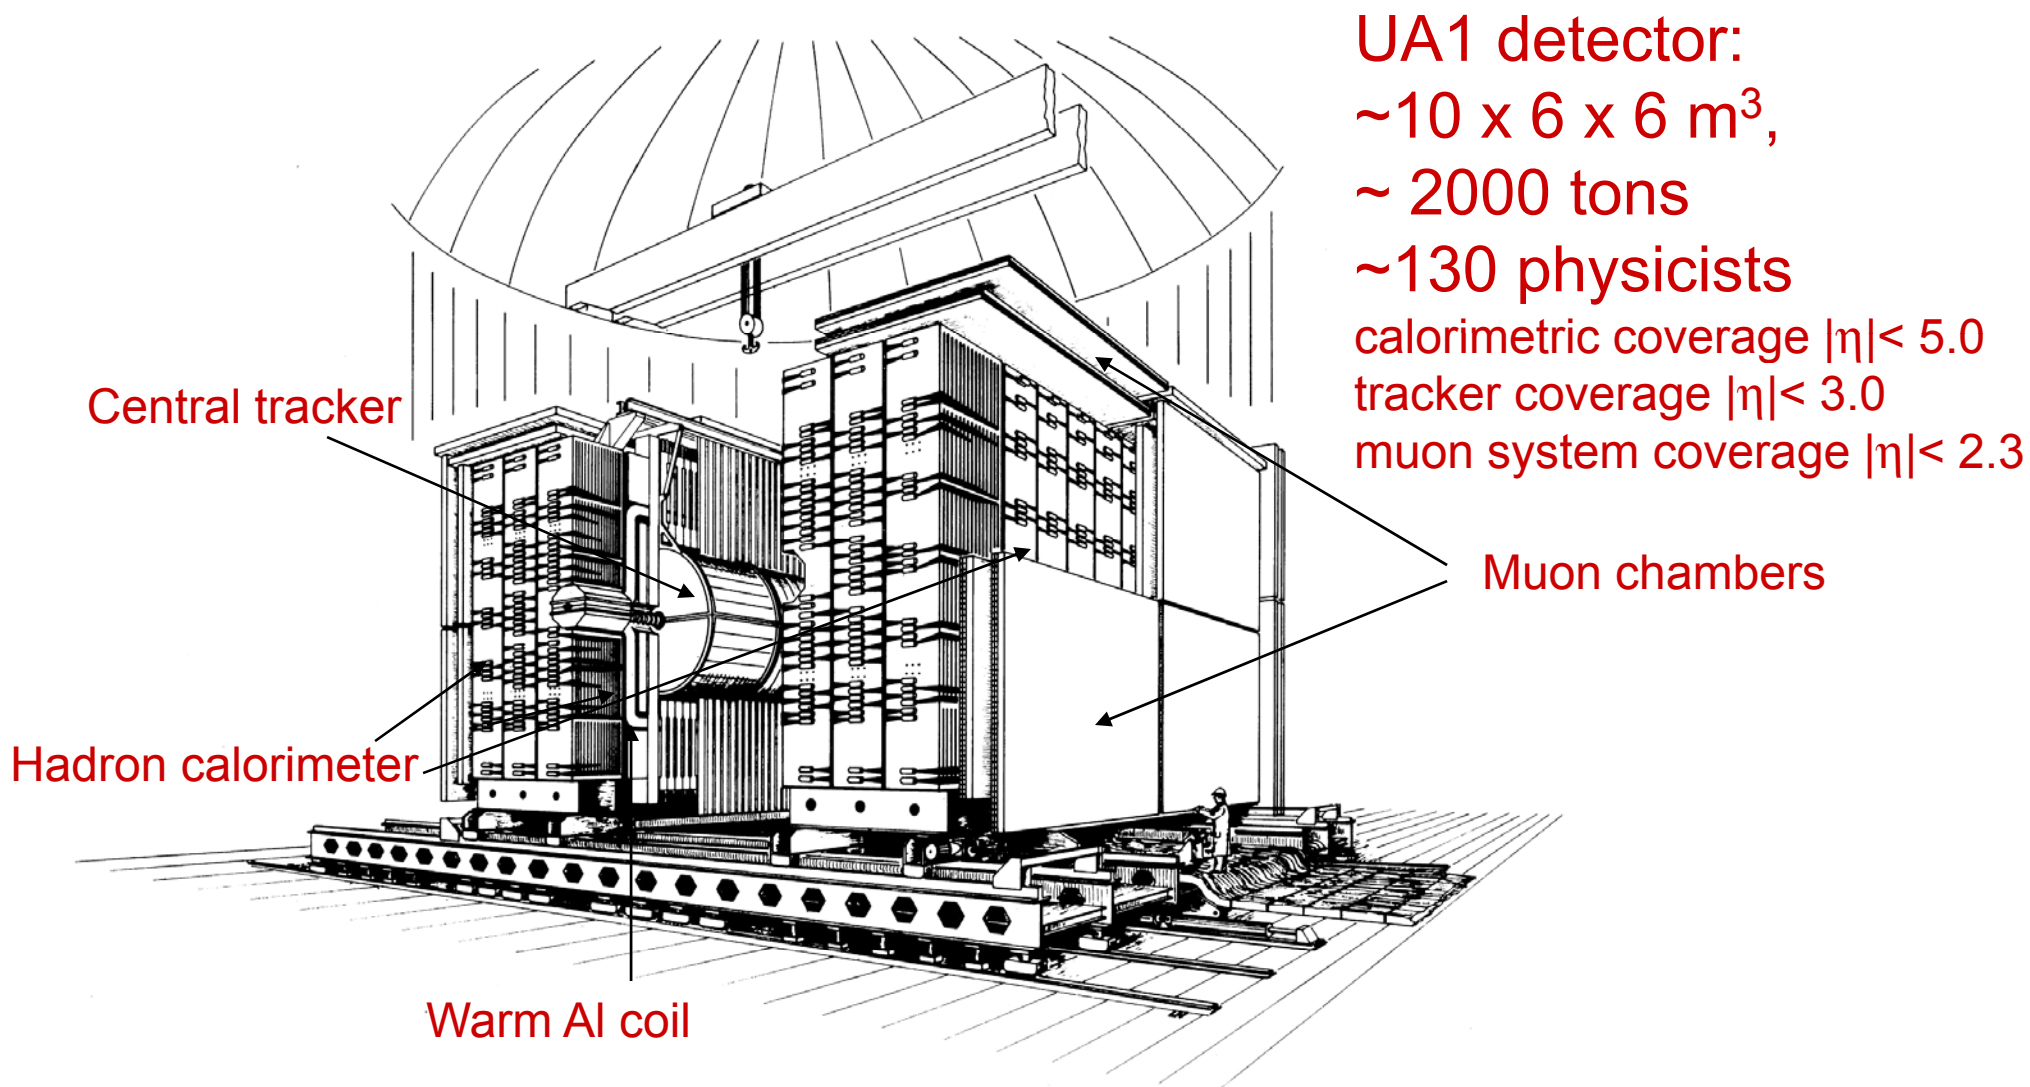 UA1 detector:
~10 x 6 x 6 m³,
~ 2000 tons
~130 physicists
calorimetric coverage |η|< 5.0
tracker coverage |η|< 3.0
muon system coverage |η|< 2.3
Central tracker
Muon chambers
Hadron calorimeter
Warm Al coil